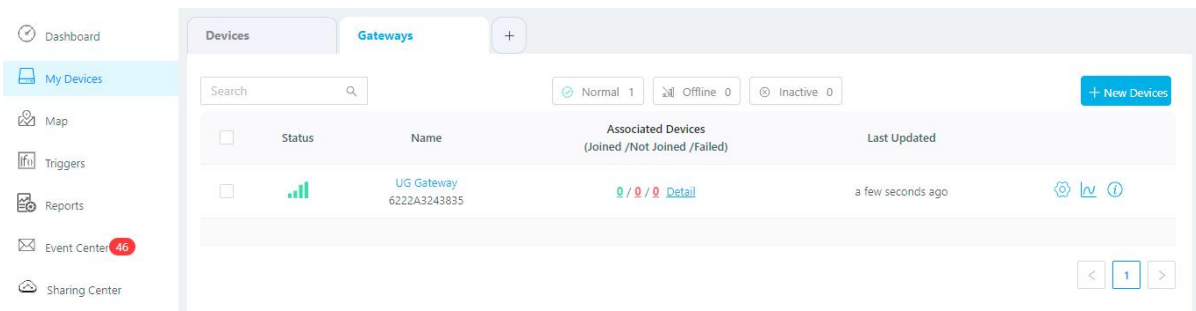 Dashboard
My Devices
Map
Triggers
Reports
Event Center 46
Sharing Center
Devices Gateways +
Search Normal 1 Offline 0 Inactive 0 + New Devices
Status Name Associated Devices (Joined /Not Joined /Failed) Last Updated
UG Gateway
6222A3243835
0 / 0 / 0 Detail
a few seconds ago
< 1 >